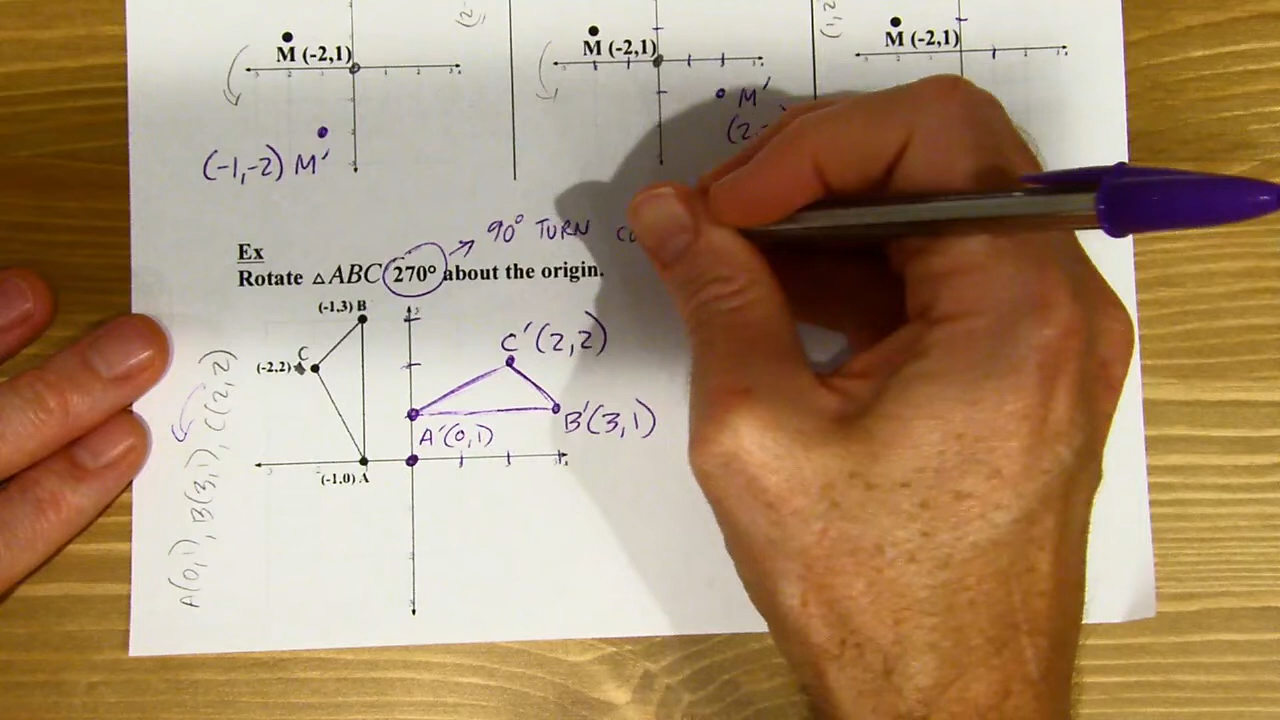 M (-2,1)
M (-2,1)
M (-2,1)
M'
(-1,-2) M'
90° TURN
Ex
Rotate △ABC 270° about the origin.
(-1,3) B
C
(-2,2)
C'(2,2)
B'(3,1)
A'(0,1)
(-1,0) A
A(0,1), B(3,1), C(2,2)